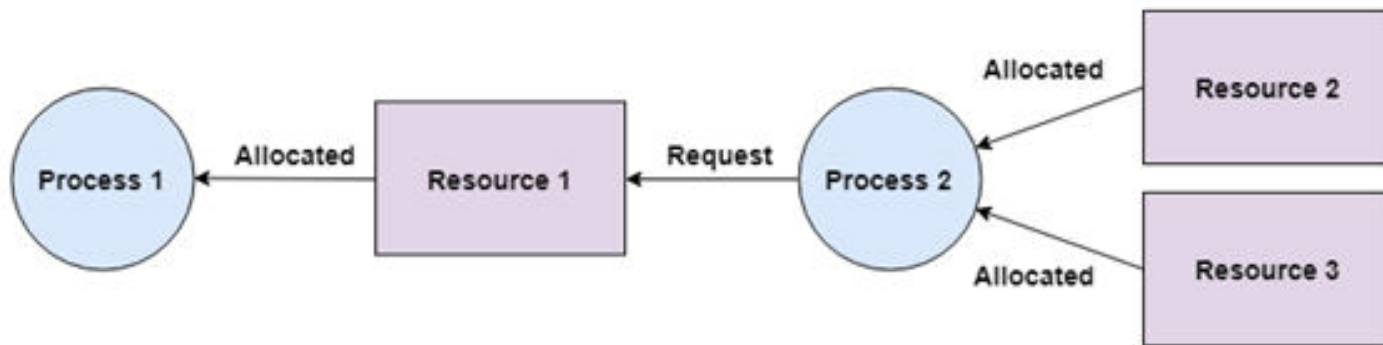 Process 1
Allocated
Resource 1
Request
Process 2
Allocated
Resource 2
Allocated
Resource 3